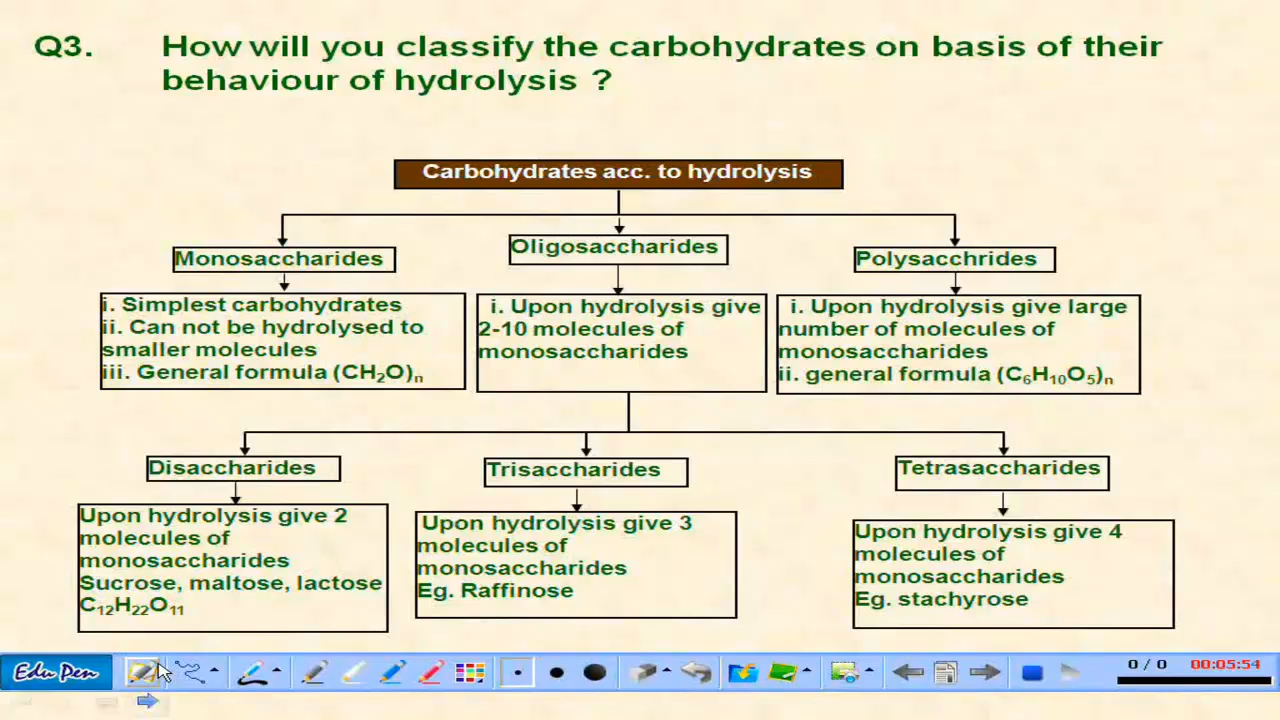 Q3. How will you classify the carbohydrates on basis of their
behaviour of hydrolysis ?
Carbohydrates acc. to hydrolysis
Monosaccharides
i. Simplest carbohydrates
ii. Can not be hydrolysed to
smaller molecules
iii. General formula (CH₂O)ₙ
Oligosaccharides
i. Upon hydrolysis give
2-10 molecules of
monosaccharides
Polysacchrides
i. Upon hydrolysis give large
number of molecules of
monosaccharides
ii. general formula (C₆H₁₀O₅)ₙ
Disaccharides
Upon hydrolysis give 2
molecules of
monosaccharides
Sucrose, maltose, lactose
C₁₂H₂₂O₁₁
Trisaccharides
Upon hydrolysis give 3
molecules of
monosaccharides
Eg. Raffinose
Tetrasaccharides
Upon hydrolysis give 4
molecules of
monosaccharides
Eg. stachyrose
Edu Pen
0 / 0 00:05:54